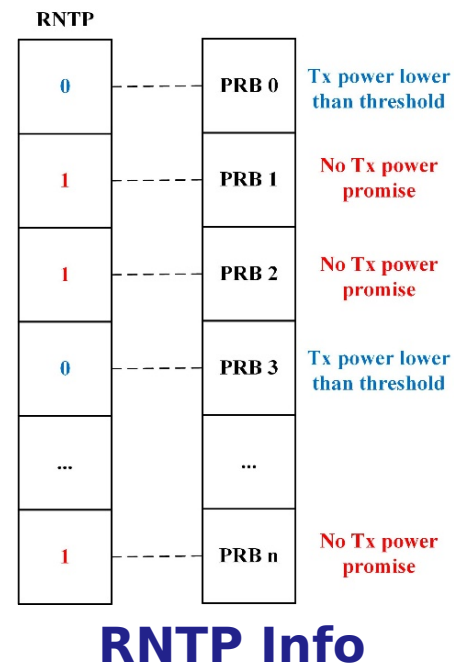 RNTP
0
PRB 0
Tx power lower
than threshold
1
PRB 1
No Tx power
promise
1
PRB 2
No Tx power
promise
0
PRB 3
Tx power lower
than threshold
...
...
1
PRB n
No Tx power
promise
RNTP Info